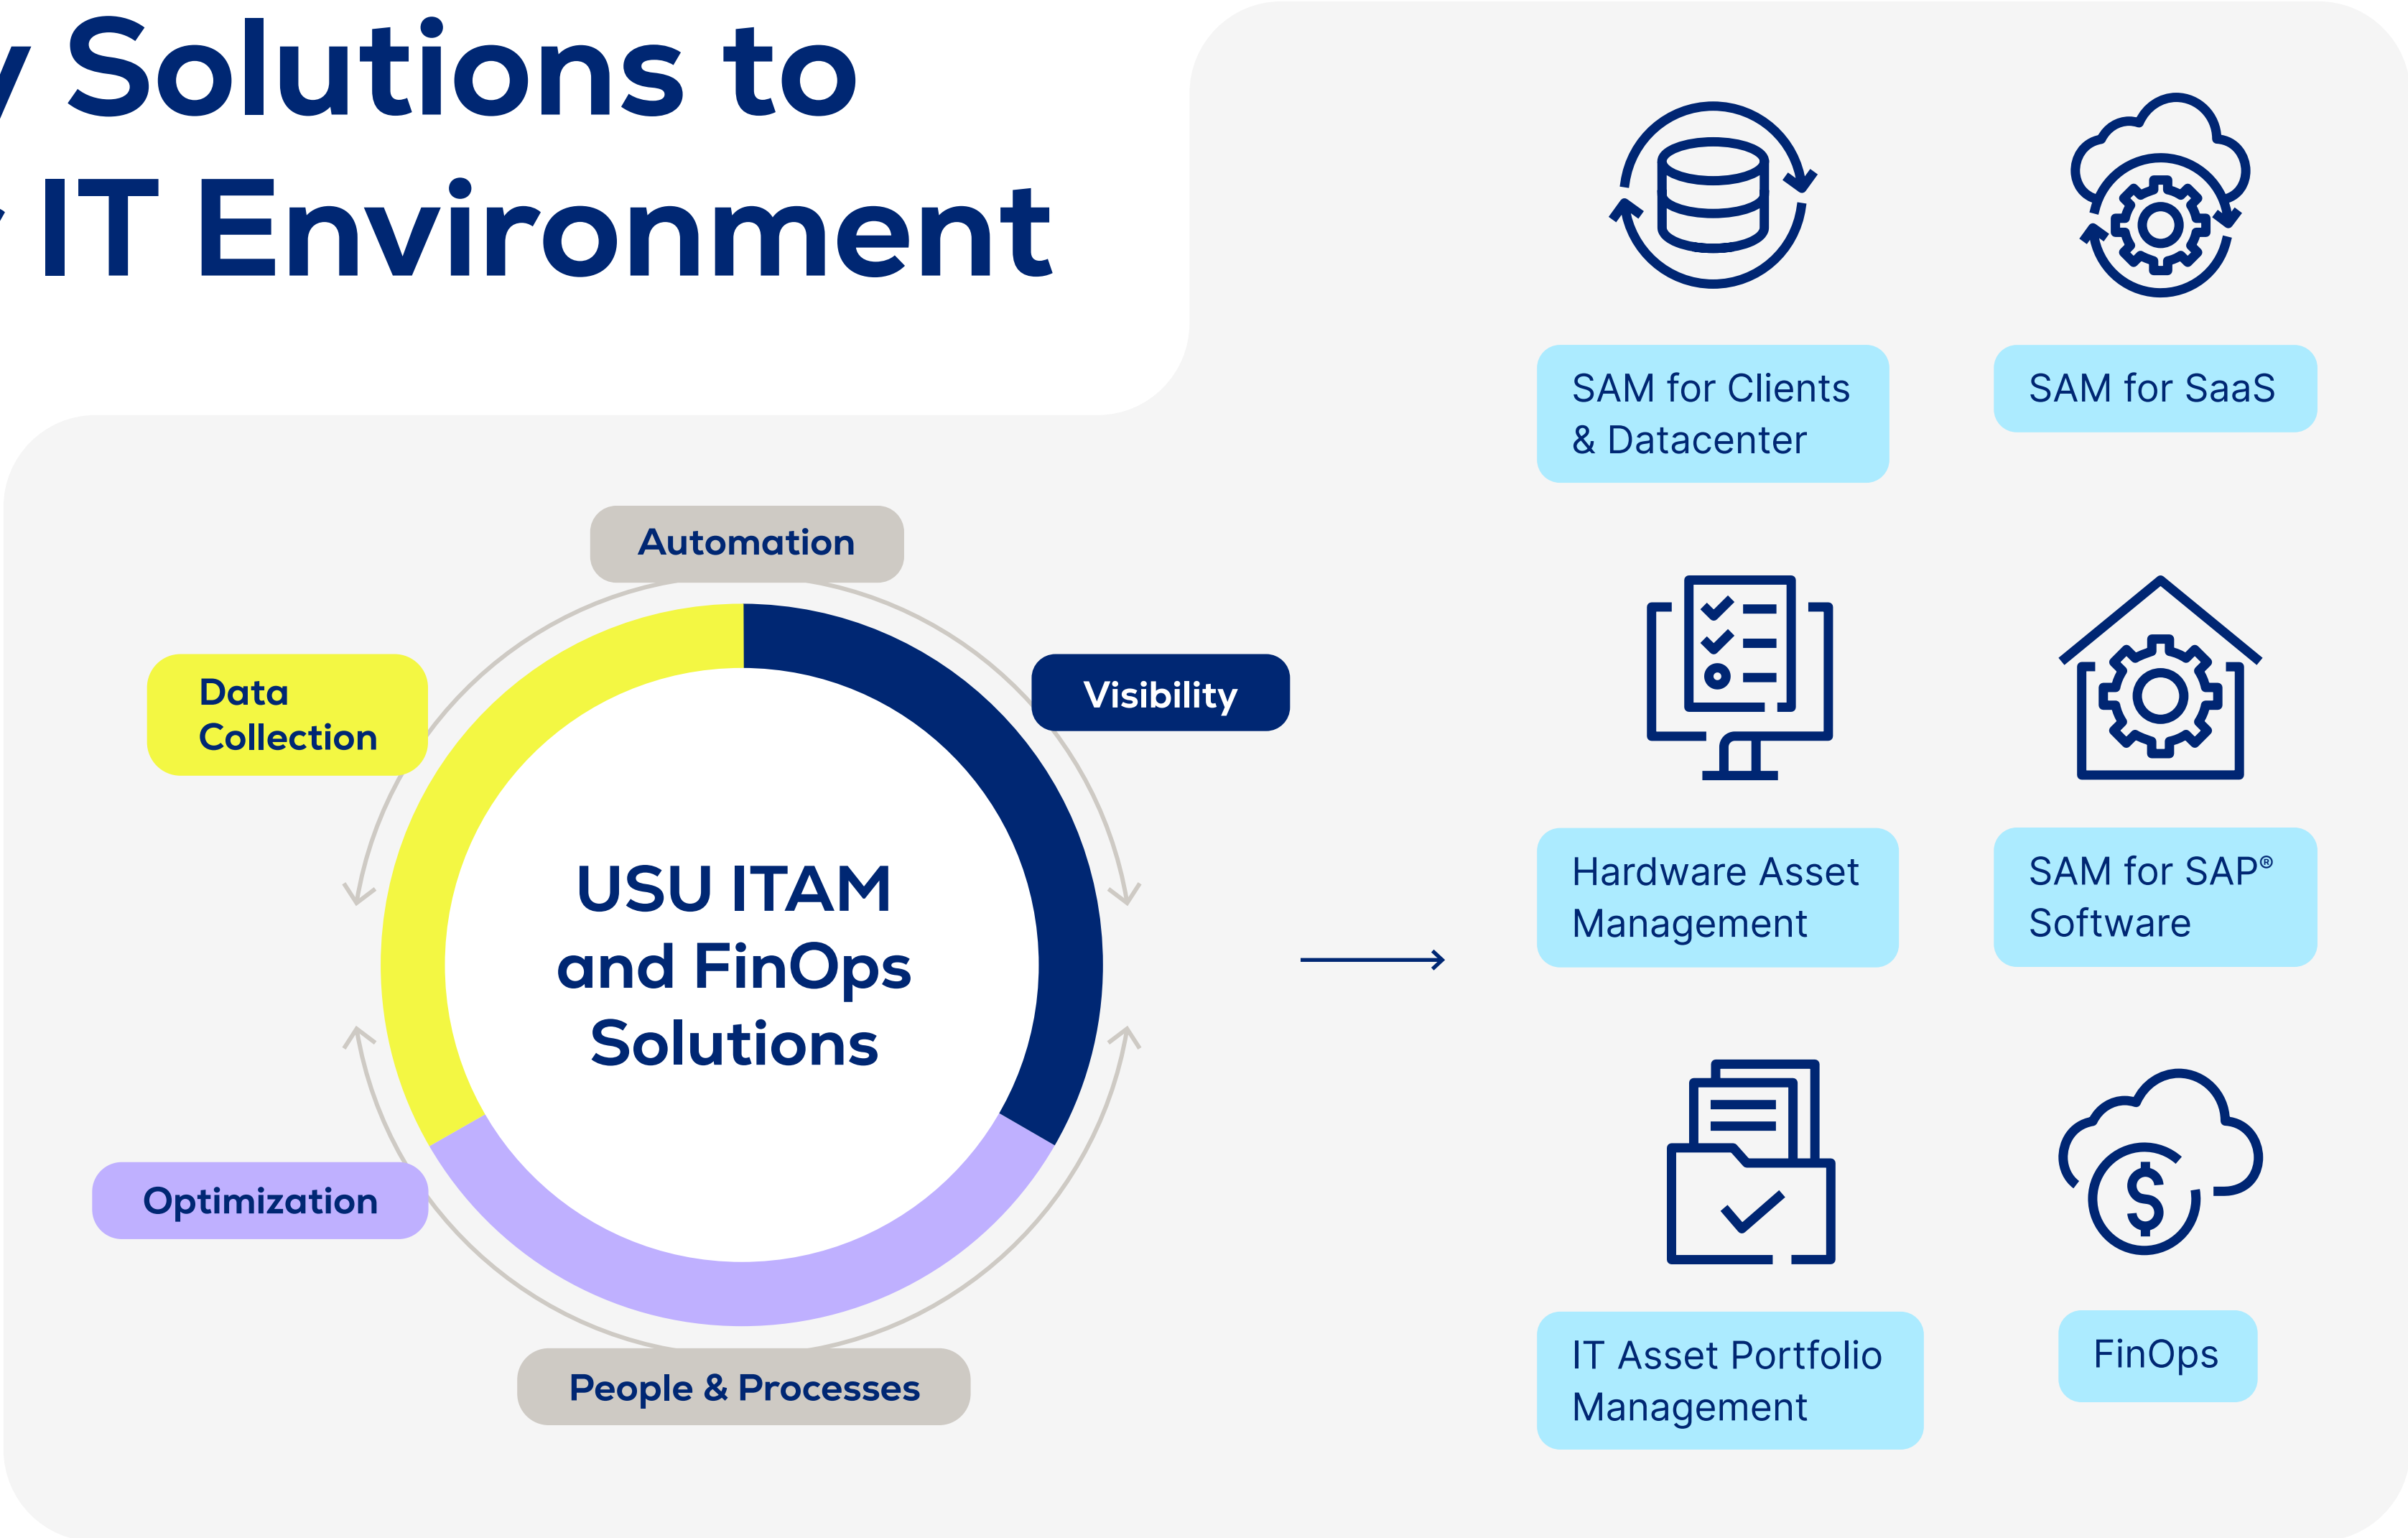 Solutions to
IT Environment
Automation
Data
Collection
Visibility
USU ITAM
and FinOps
Solutions
Optimization
People & Processes
SAM for Clients
& Datacenter
SAM for SaaS
Hardware Asset
Management
SAM for SAP®
Software
IT Asset Portfolio
Management
FinOps